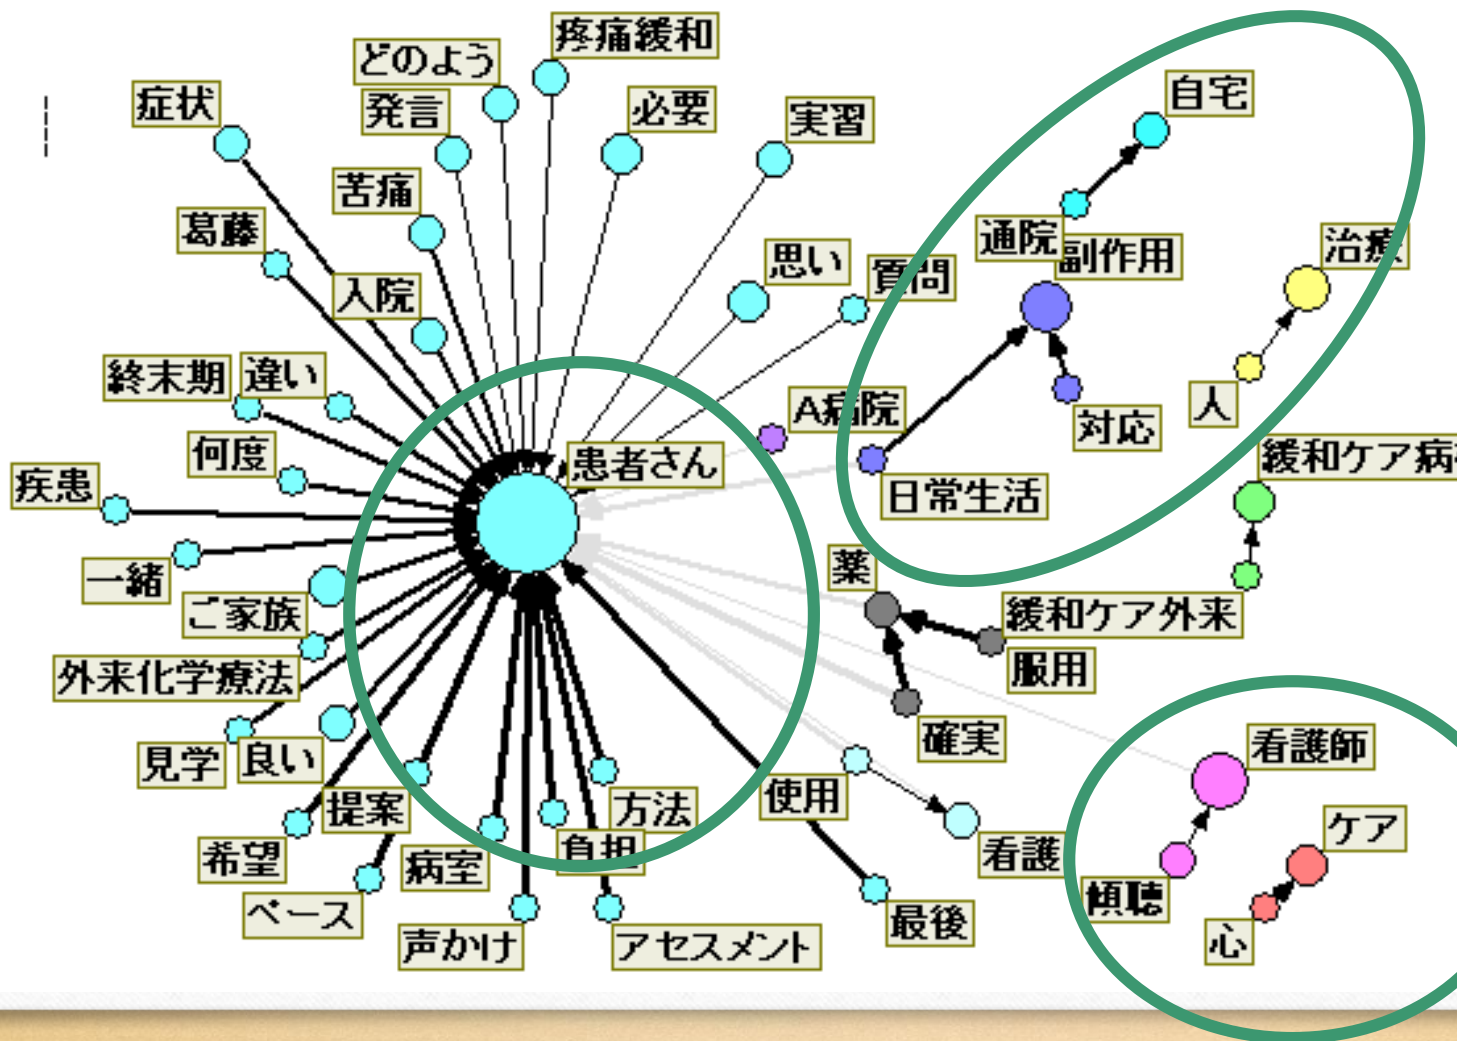 疼痛緩和
どのよう
自宅
症状
発言
必要
実習
苦痛
葛藤
通院
副作用
治療
思い
質問
入院
終末期
違い
A病院
人
対応
何度
患者さん
緩和ケア病
疾患
日常生活
一緒
薬
ご家族
緩和ケア外来
外来化学療法
服用
見学
良い
確実
看護師
提案
方法
使用
希望
病室
負担
看護
ケア
ペース
傾聴
声かけ
アセスメント
最後
心